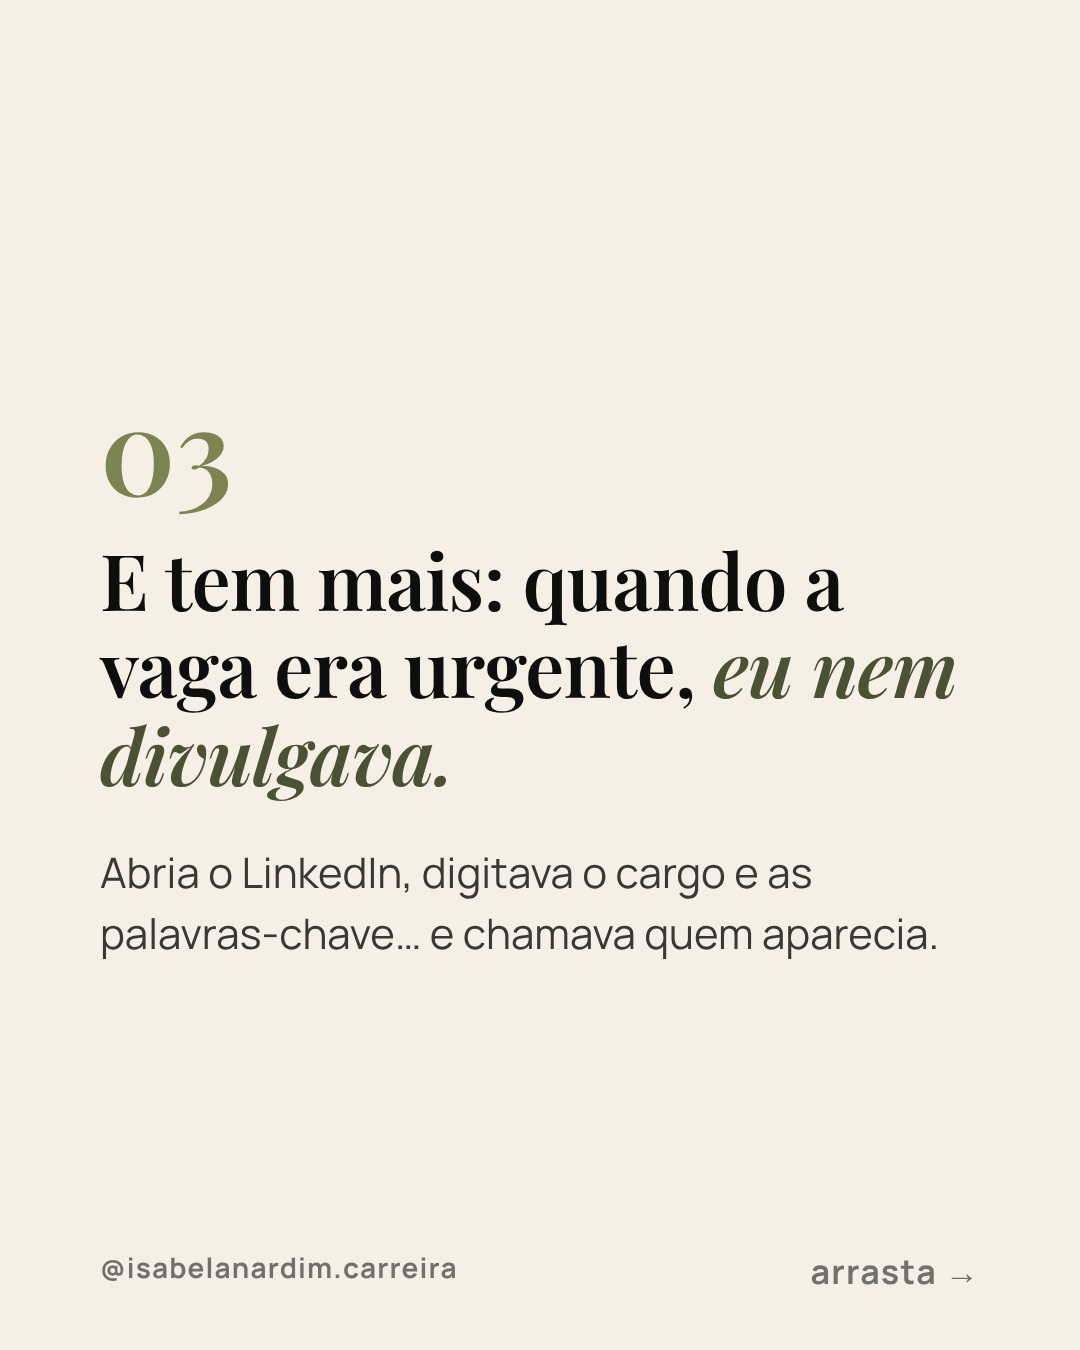 03
E tem mais: quando a
vaga era urgente, eu nem
divulgava.
Abria o LinkedIn, digitava o cargo e as
palavras-chave... e chamava quem aparecia.
@isabelanardim.carreira
arrasta →